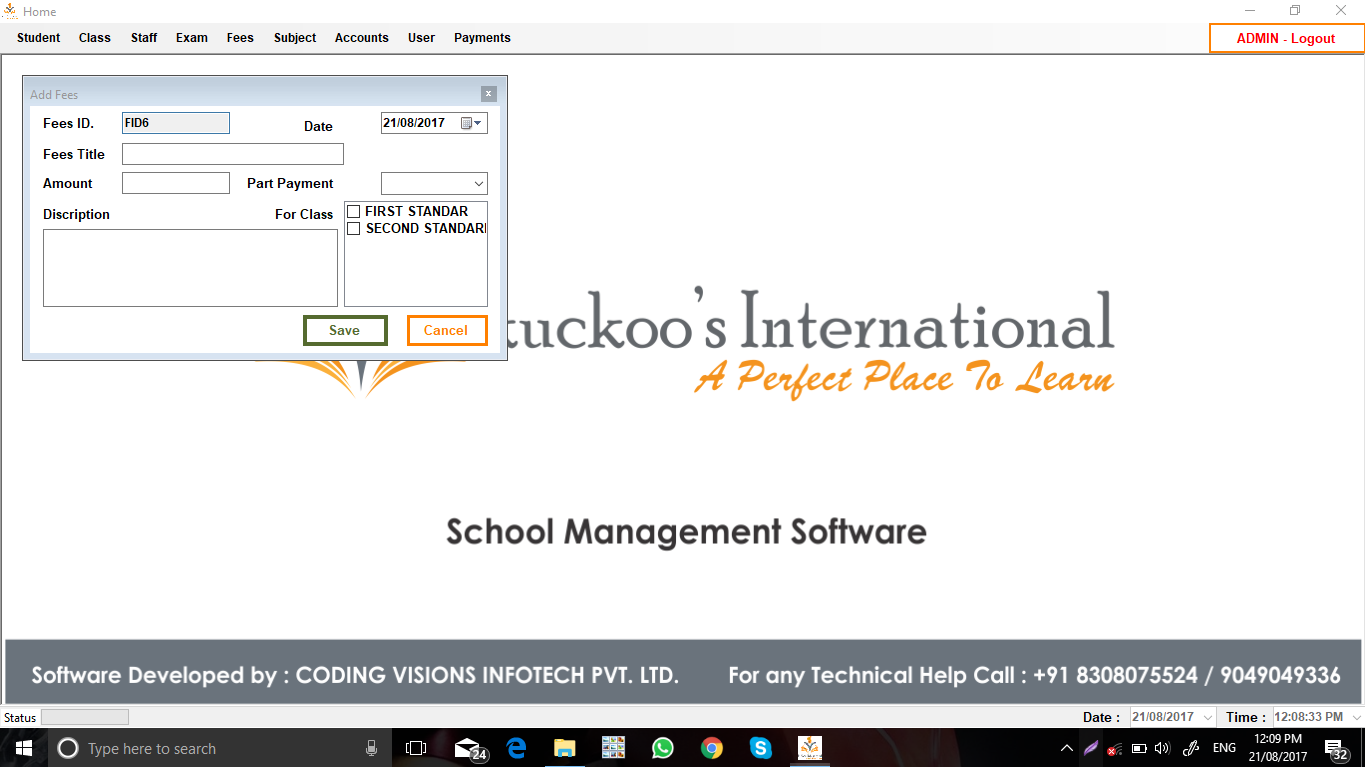 Home
Student Class Staff Exam Fees Subject Accounts User Payments ADMIN - Logout
Add Fees x
Fees ID. FID6 Date 21/08/2017
Fees Title
Amount Part Payment
Discription For Class FIRST STANDAR
SECOND STANDAR
Save Cancel
uckoo's International
A Perfect Place To Learn
School Management Software
Software Developed by : CODING VISIONS INFOTECH PVT. LTD. For any Technical Help Call : +91 8308075524 / 9049049336
Status Date : 21/08/2017 Time : 12:08:33 PM
Type here to search 24 ENG 12:09 PM 32
21/08/2017